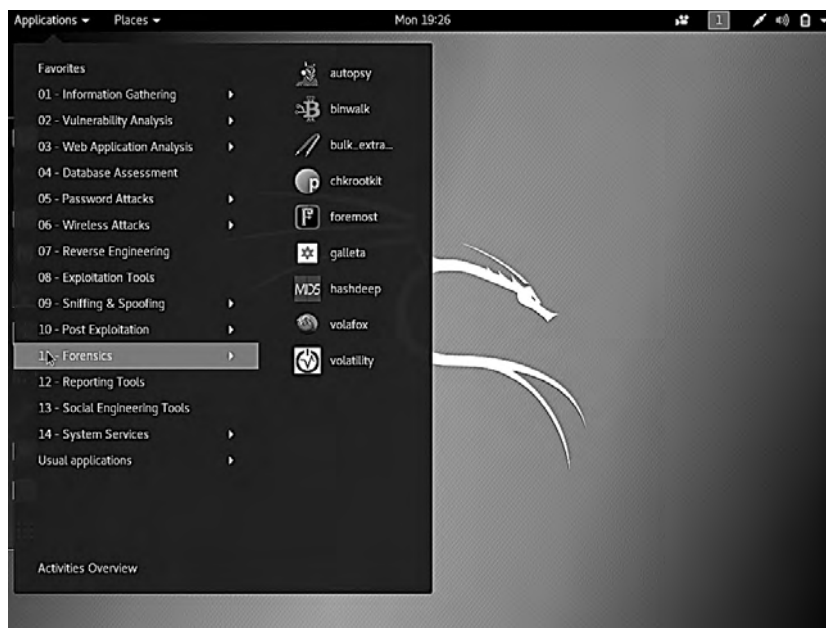 Applications Places Mon 19:26 1
Favorites
01 - Information Gathering
02 - Vulnerability Analysis
03 - Web Application Analysis
04 - Database Assessment
05 - Password Attacks
06 - Wireless Attacks
07 - Reverse Engineering
08 - Exploitation Tools
09 - Sniffing & Spoofing
10 - Post Exploitation
11 - Forensics
12 - Reporting Tools
13 - Social Engineering Tools
14 - System Services
Usual applications
Activities Overview
autopsy
binwalk
bulk_extra...
chkrootkit
foremost
galleta
MD5 hashdeep
volafox
volatility